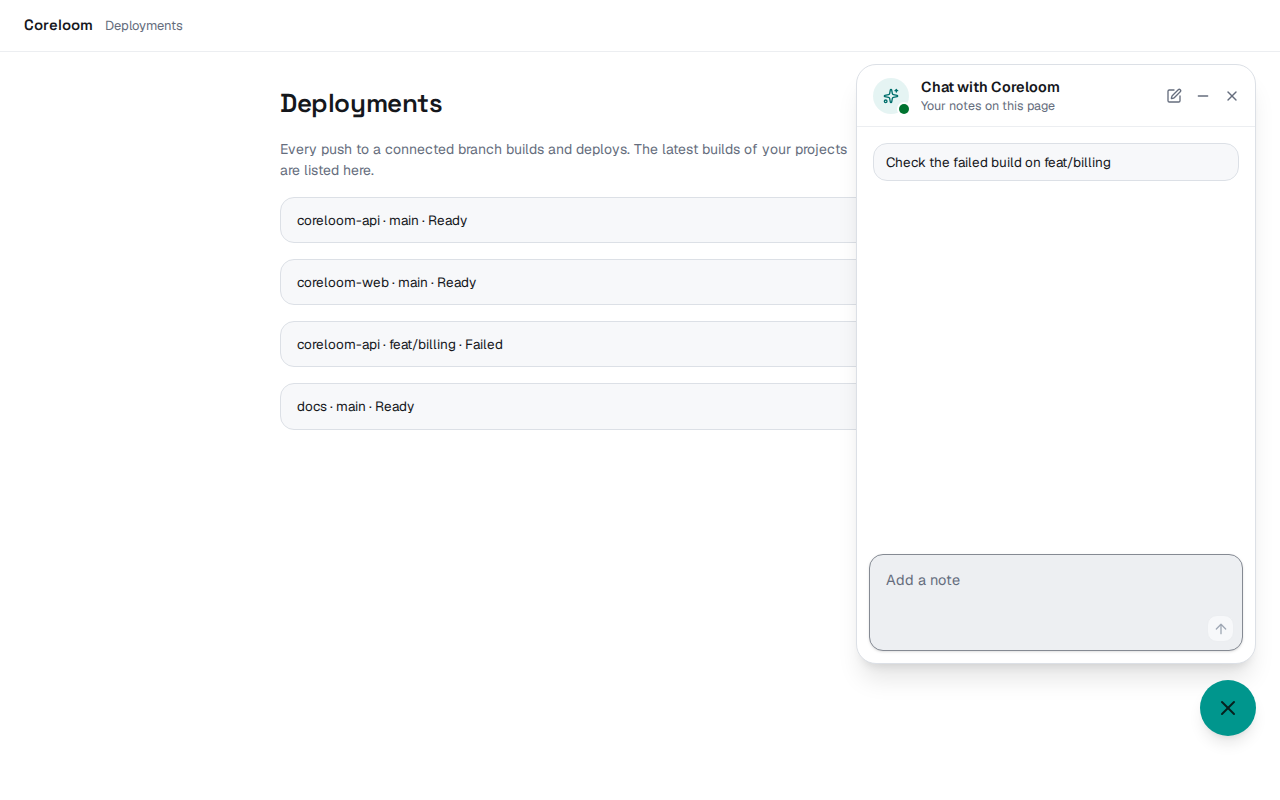 Coreloom Deployments
Deployments
Every push to a connected branch builds and deploys. The latest builds of your projects
are listed here.
coreloom-api · main · Ready
coreloom-web · main · Ready
coreloom-api · feat/billing · Failed
docs · main · Ready
Chat with Coreloom
Your notes on this page
Check the failed build on feat/billing
Add a note